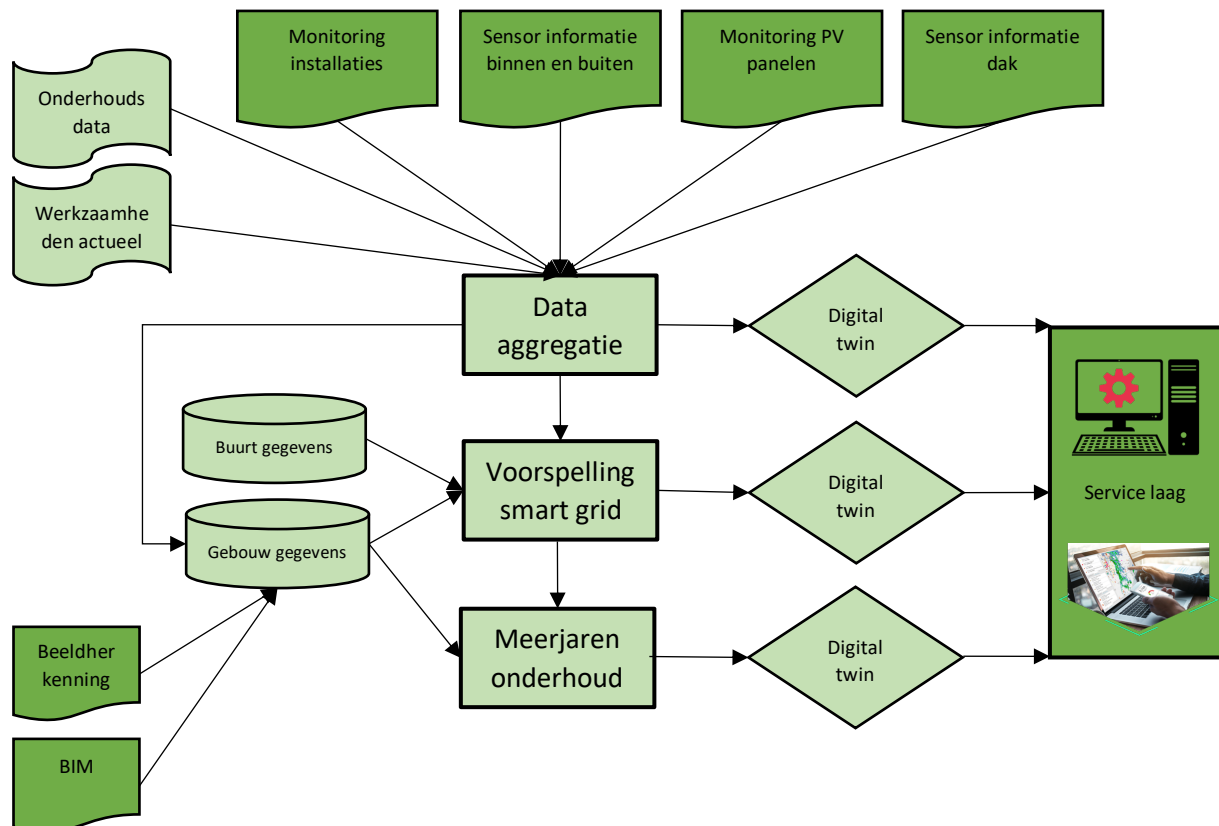 Monitoring
installaties
Sensor informatie
binnen en buiten
Monitoring PV
panelen
Sensor informatie
dak
Onderhouds
data
Werkzaamhe
den actueel
Data
aggregatie
Digital
twin
Buurt gegevens
Voorspelling
smart grid
Digital
twin
Service laag
Gebouw gegevens
Meerjaren
onderhoud
Digital
twin
Beeldher
kenning
BIM